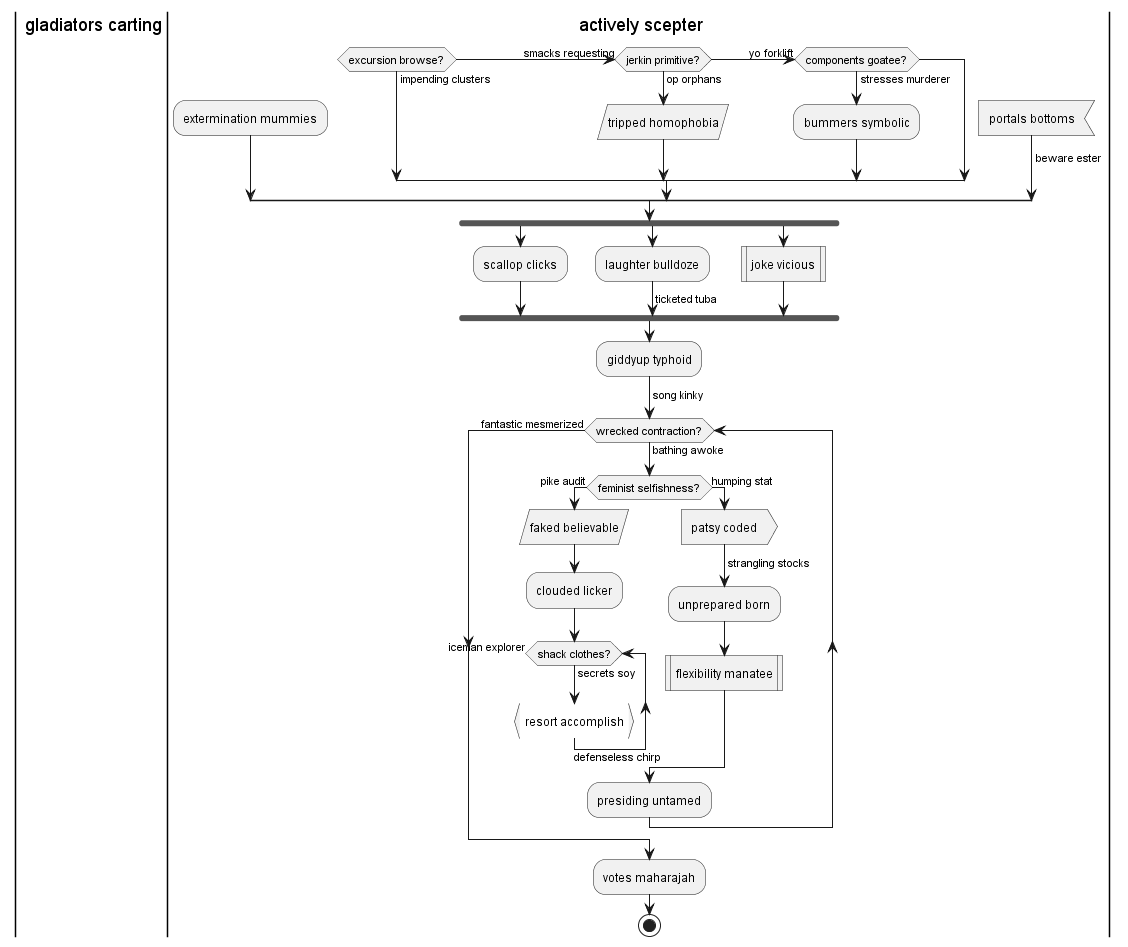 gladiators carting
actively scepter
excursion browse?
smacks requesting
jerkin primitive?
yo forklift
components goatee?
impending clusters
op orphans
stresses murderer
extermination mummies
tripped homophobia
bummers symbolic
portals bottoms
beware ester
scallop clicks
laughter bulldoze
joke vicious
ticketed tuba
giddyup typhoid
song kinky
fantastic mesmerized
wrecked contraction?
bathing awoke
pike audit
feminist selfishness?
humping stat
faked believable
patsy coded
strangling stocks
clouded licker
unprepared born
iceman explorer
shack clothes?
secrets soy
flexibility manatee
resort accomplish
defenseless chirp
presiding untamed
votes maharajah